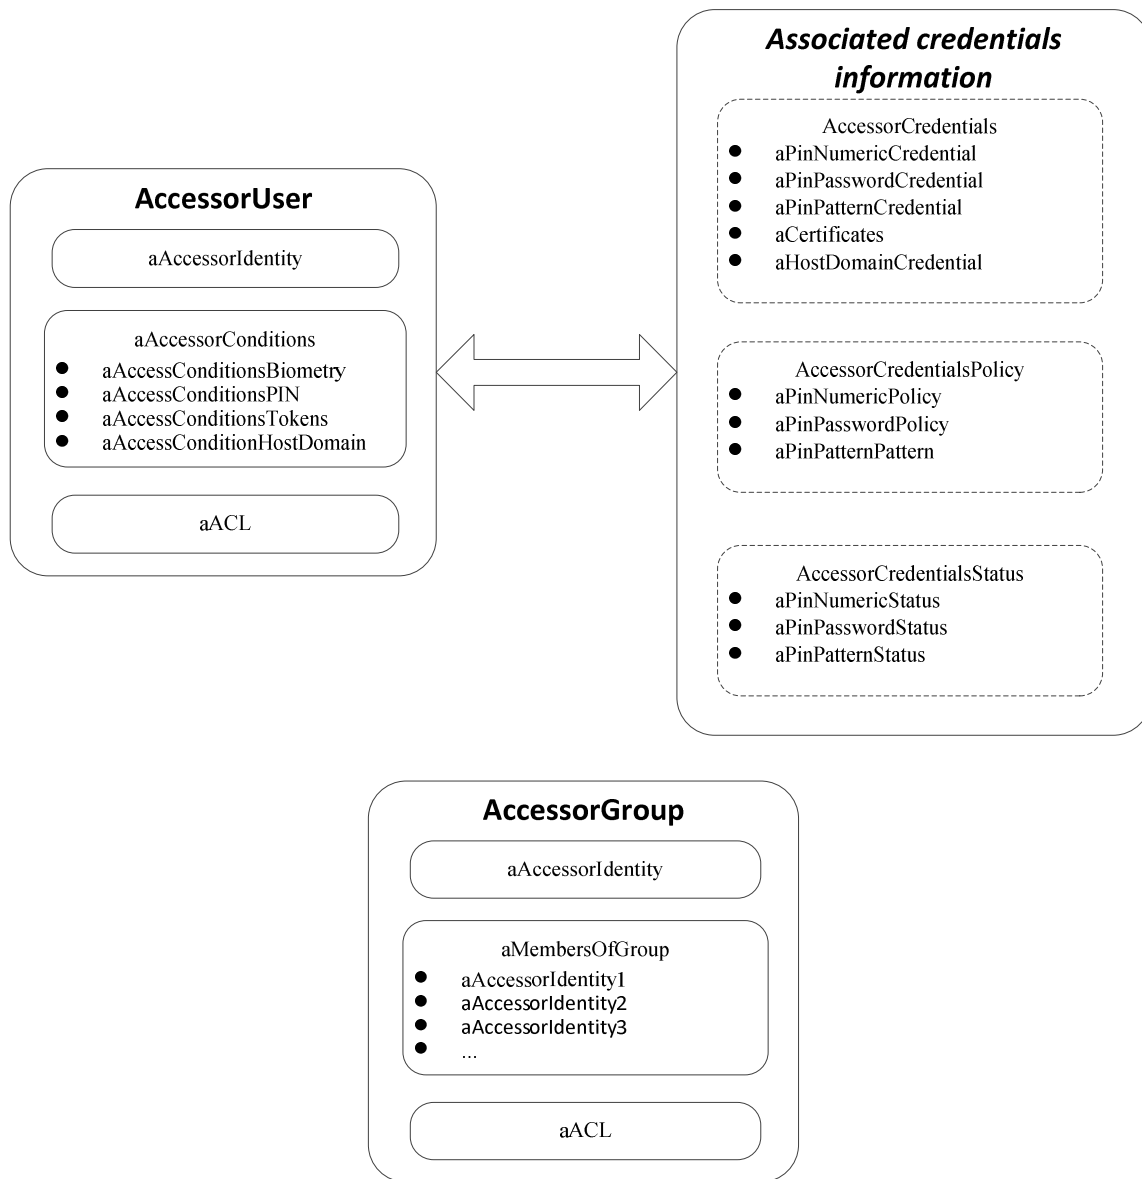 AccessorUser
aAccessorIdentity
aAccessorConditions
● aAccessConditionsBiometry
● aAccessConditionsPIN
● aAccessConditionsTokens
● aAccessConditionHostDomain
aACL
Associated credentials
information
AccessorCredentials
● aPinNumericCredential
● aPinPasswordCredential
● aPinPatternCredential
● aCertificates
● aHostDomainCredential
AccessorCredentialsPolicy
● aPinNumericPolicy
● aPinPasswordPolicy
● aPinPatternPattern
AccessorCredentialsStatus
● aPinNumericStatus
● aPinPasswordStatus
● aPinPatternStatus
AccessorGroup
aAccessorIdentity
aMembersOfGroup
● aAccessorIdentity1
● aAccessorIdentity2
● aAccessorIdentity3
● ...
aACL